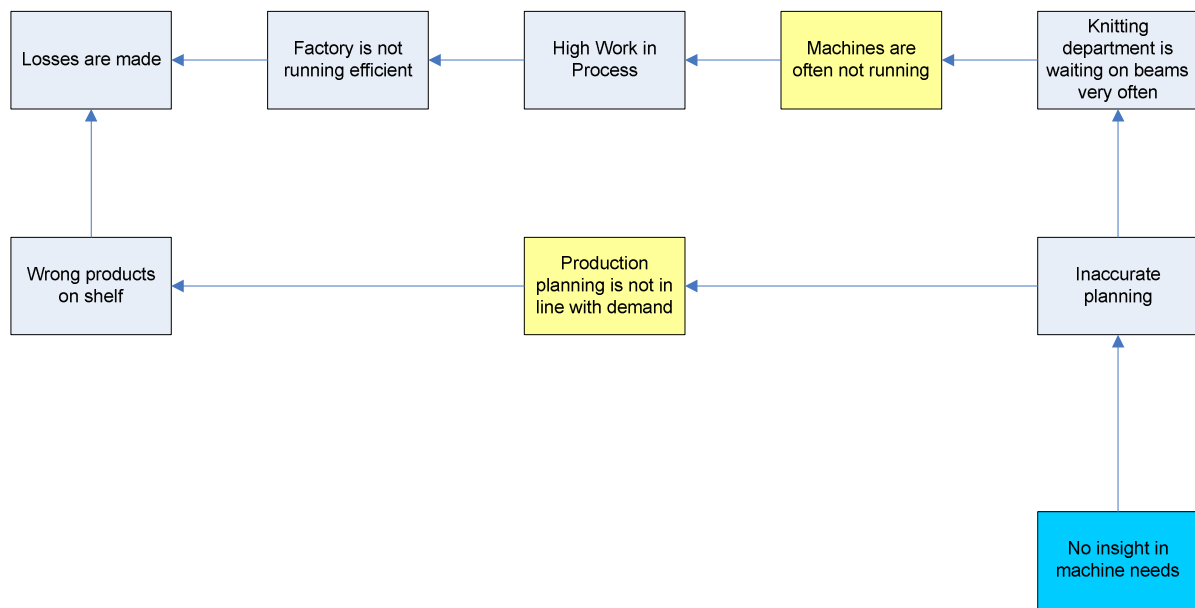 Losses are made
Factory is not
running efficient
High Work in
Process
Machines are
often not running
Knitting
department is
waiting on beams
very often
Wrong products
on shelf
Production
planning is not in
line with demand
Inaccurate
planning
No insight in
machine needs